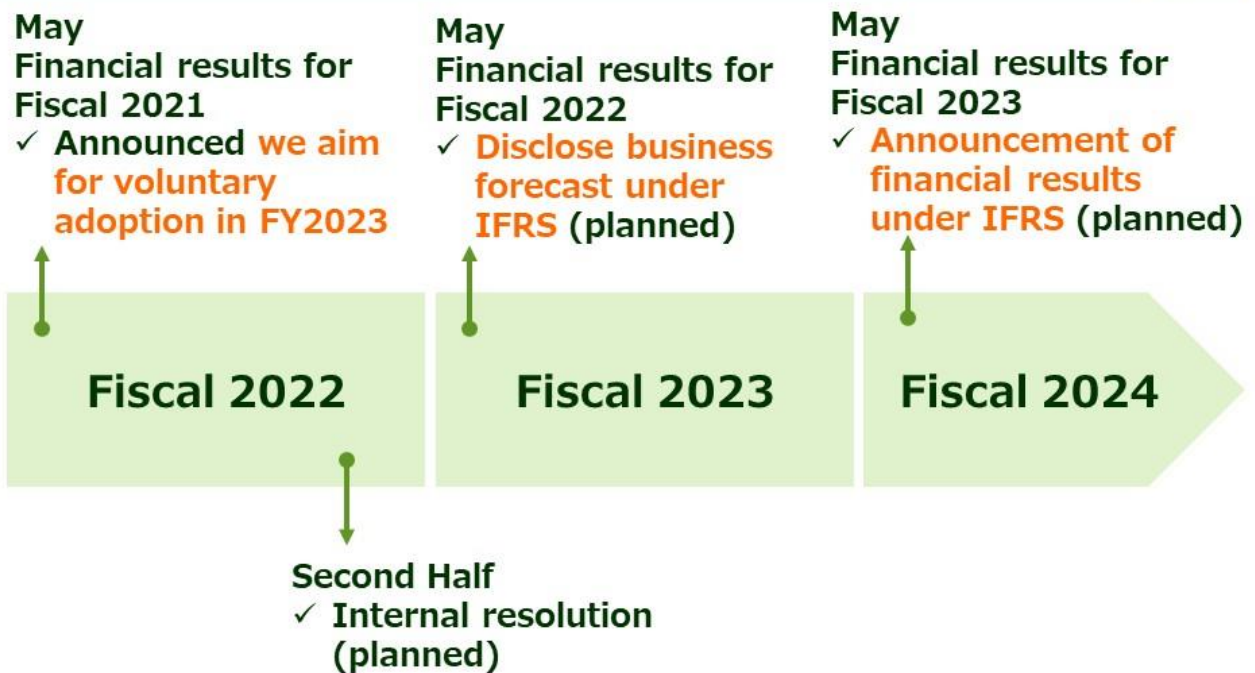 May
Financial results for
Fiscal 2021
✓ Announced we aim
for voluntary
adoption in FY2023
May
Financial results for
Fiscal 2022
✓ Disclose business
forecast under
IFRS (planned)
May
Financial results for
Fiscal 2023
✓ Announcement of
financial results
under IFRS (planned)
Fiscal 2022
Fiscal 2023
Fiscal 2024
Second Half
✓ Internal resolution
(planned)